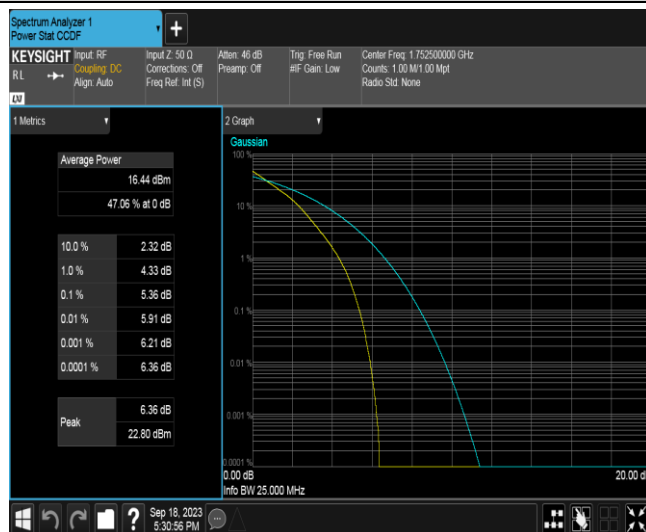 Spectrum Analyzer 1
Power Stat CCDF
+
KEYSIGHT
RL
LXI
Input: RF
Coupling: DC
Align: Auto
Input Z: 50 Ω
Corrections: Off
Freq Ref: Int (S)
Atten: 46 dB
Preamp: Off
Trig: Free Run
#IF Gain: Low
Center Freq: 1.752500000 GHz
Counts: 1.00 M/1.00 Mpt
Radio Std: None
1 Metrics
Average Power
16.44 dBm
47.06 % at 0 dB
10.0 % 2.32 dB
1.0 % 4.33 dB
0.1 % 5.36 dB
0.01 % 5.91 dB
0.001 % 6.21 dB
0.0001 % 6.36 dB
Peak
6.36 dB
22.80 dBm
2 Graph
Gaussian
100 %
10 %
1 %
0.1 %
0.01 %
0.001 %
0.0001 %
0.00 dB
20.00 d
Info BW 25.000 MHz
?
Sep 18, 2023
5:30:56 PM